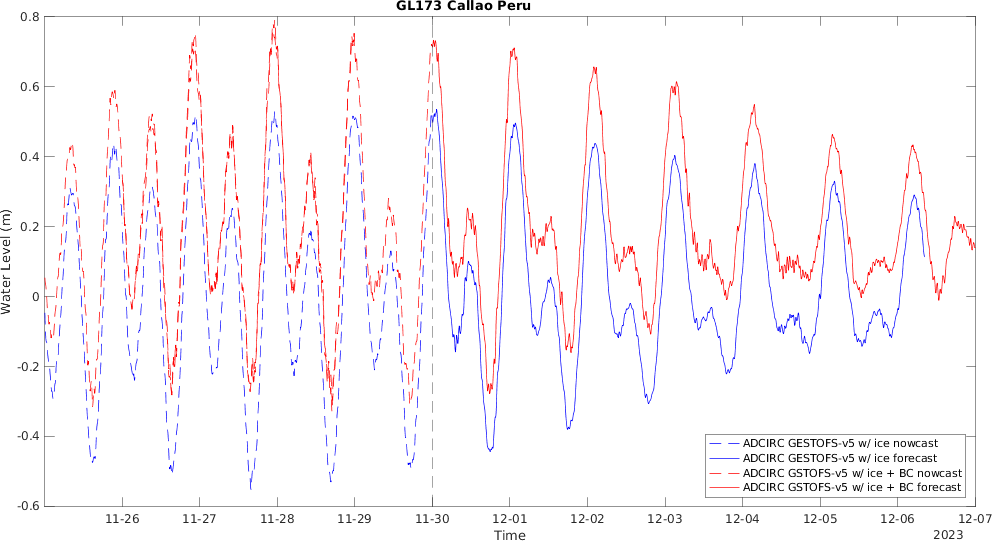 GL173 Callao Peru
0.8
0.6
0.4
0.2
0
-0.2
-0.4
-0.6
Water Level (m)
ADCIRC GESTOFS-v5 w/ ice nowcast
ADCIRC GESTOFS-v5 w/ ice forecast
ADCIRC GSTOFS-v5 w/ ice + BC nowcast
ADCIRC GSTOFS-v5 w/ ice + BC forecast
11-26 11-27 11-28 11-29 11-30 12-01 12-02 12-03 12-04 12-05 12-06 12-07
Time
2023